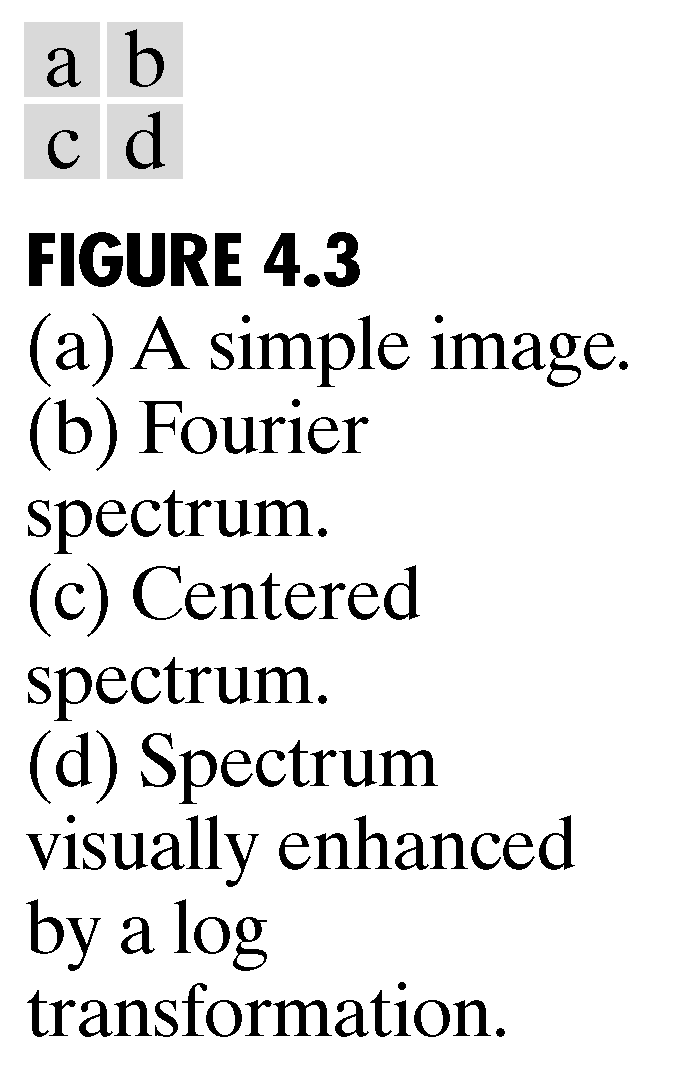 a b
c d
FIGURE 4.3
(a) A simple image.
(b) Fourier
spectrum.
(c) Centered
spectrum.
(d) Spectrum
visually enhanced
by a log
transformation.